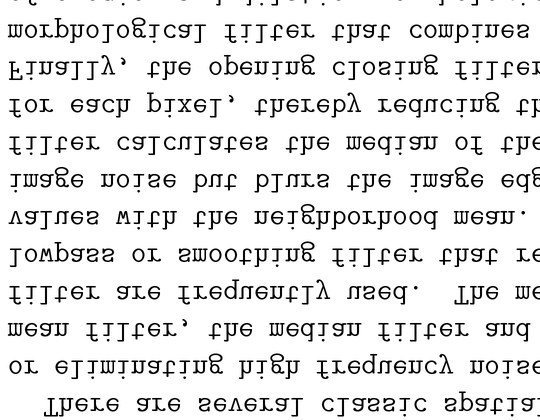 There are several classic spatial
or eliminating high frequency noise
mean filter, the median filter and
filter are frequently used. The me
lowpass or smoothing filter that re
values with the neighborhood mean.
image noise but blurs the image edg
filter calculates the median of the
for each pixel, thereby reducing th
Finally, the opening closing filter
morphological filter that combines